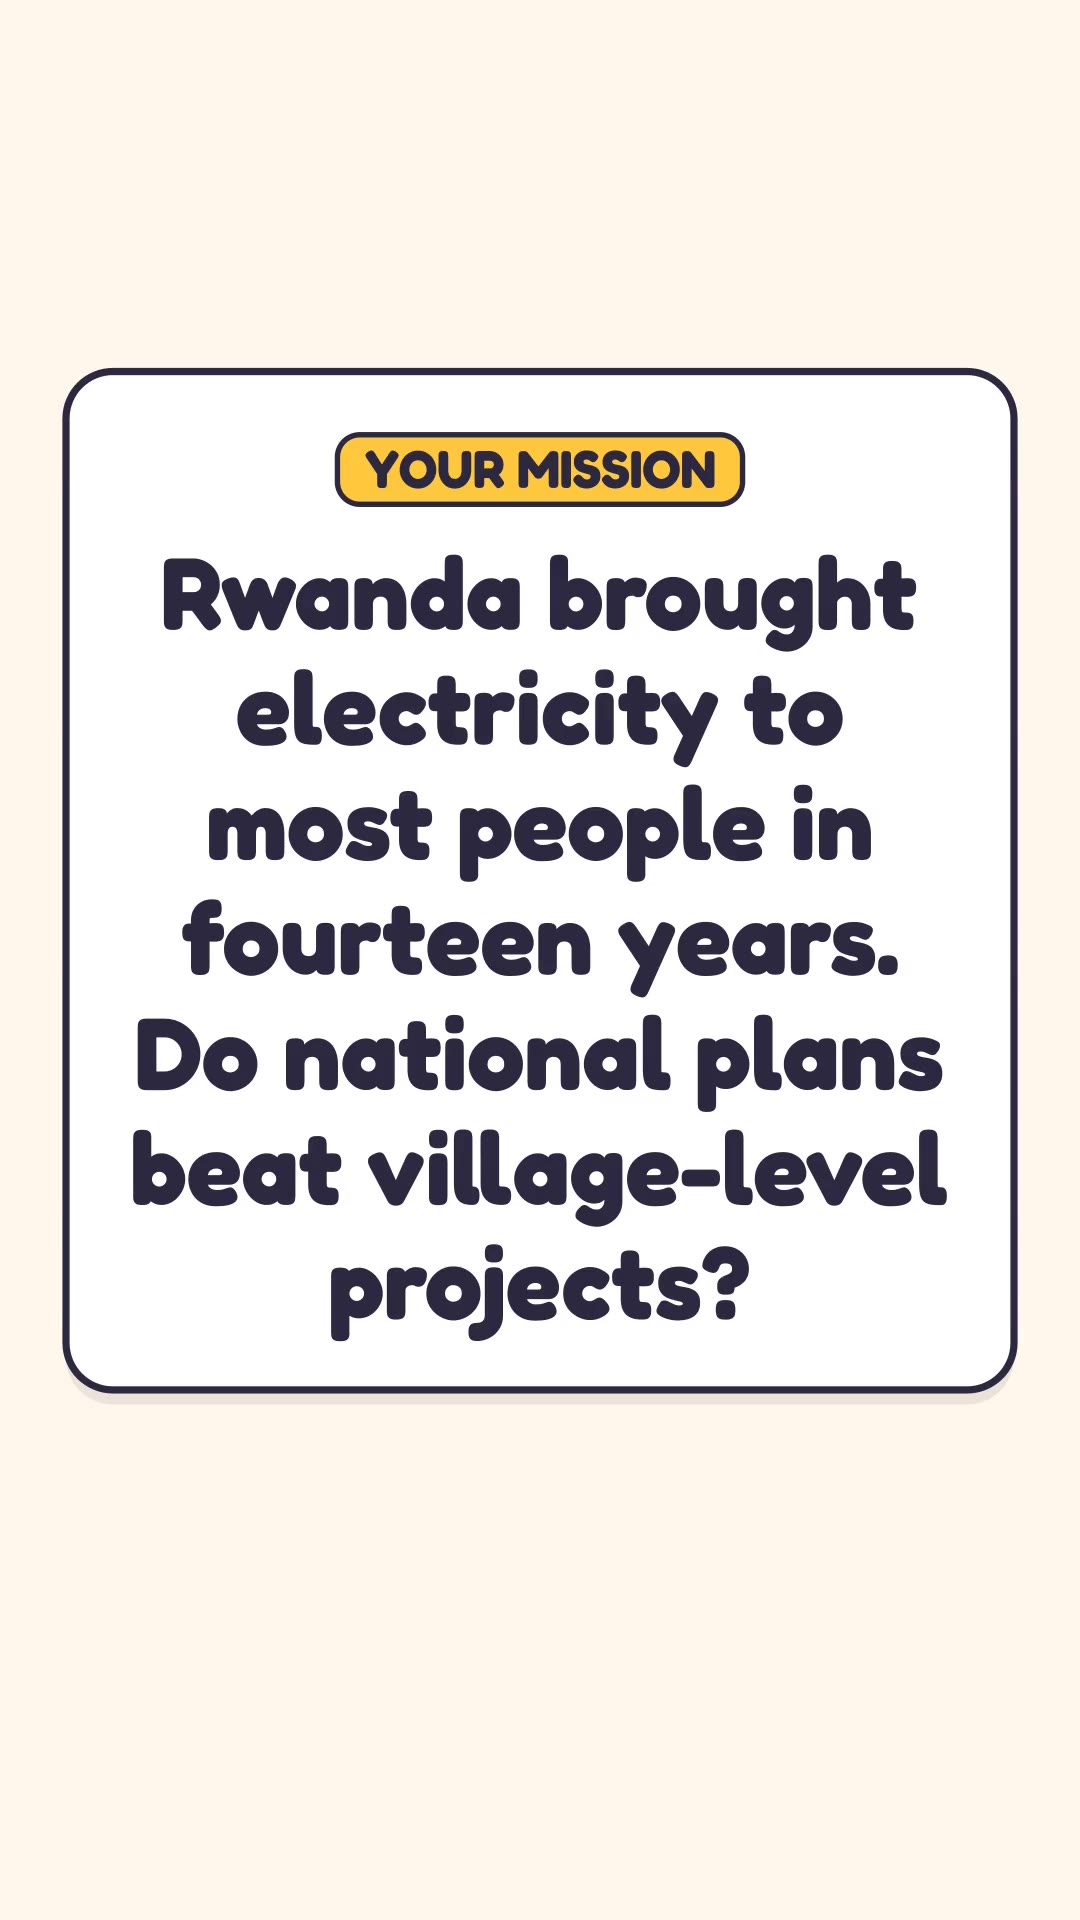 YOUR MISSION
Rwanda brought
electricity to
most people in
fourteen years.
Do national plans
beat village-level
projects?